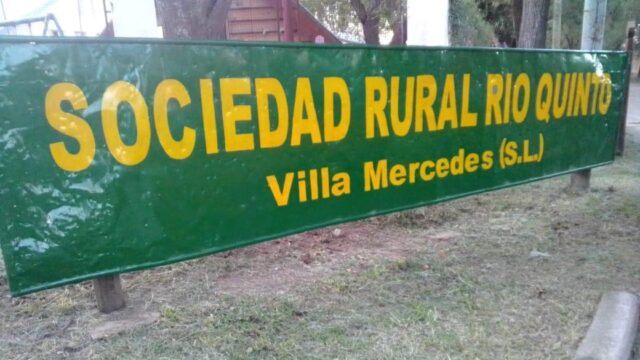 SOCIEDAD RURAL RIO QUINTO
Villa Mercedes (S.L.)